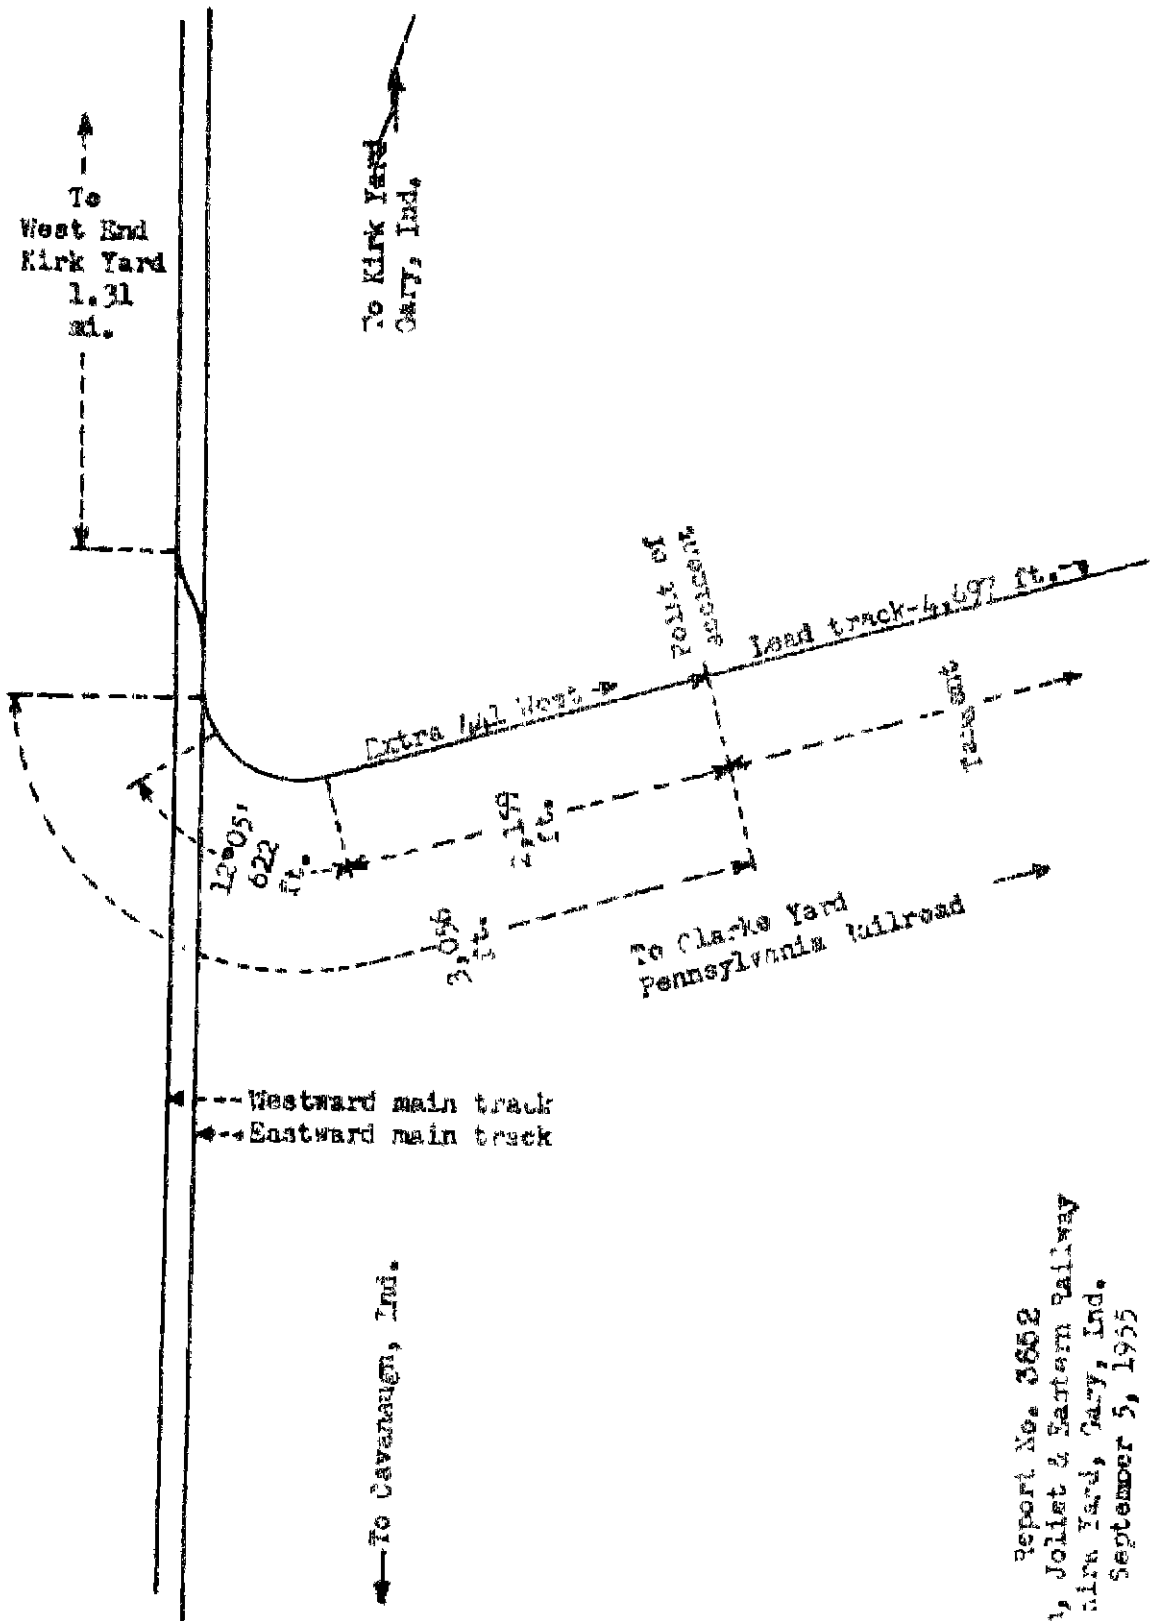 To
West End
Kirk Yard
1.31
mi.
To Kirk Yard
Gary, Ind.
Point of
accident
Lead track-4,697 ft.
Extra 441 West
Tangent
12°05'
622
ft.
ft.
3,056
ft.
To Clarke Yard
Pennsylvania Railroad
Westward main track
Eastward main track
To Cavanaugh, Ind.
Report No. 3652
Joliet & Eastern Railway
Yard, Gary, Ind.
September 5, 1955